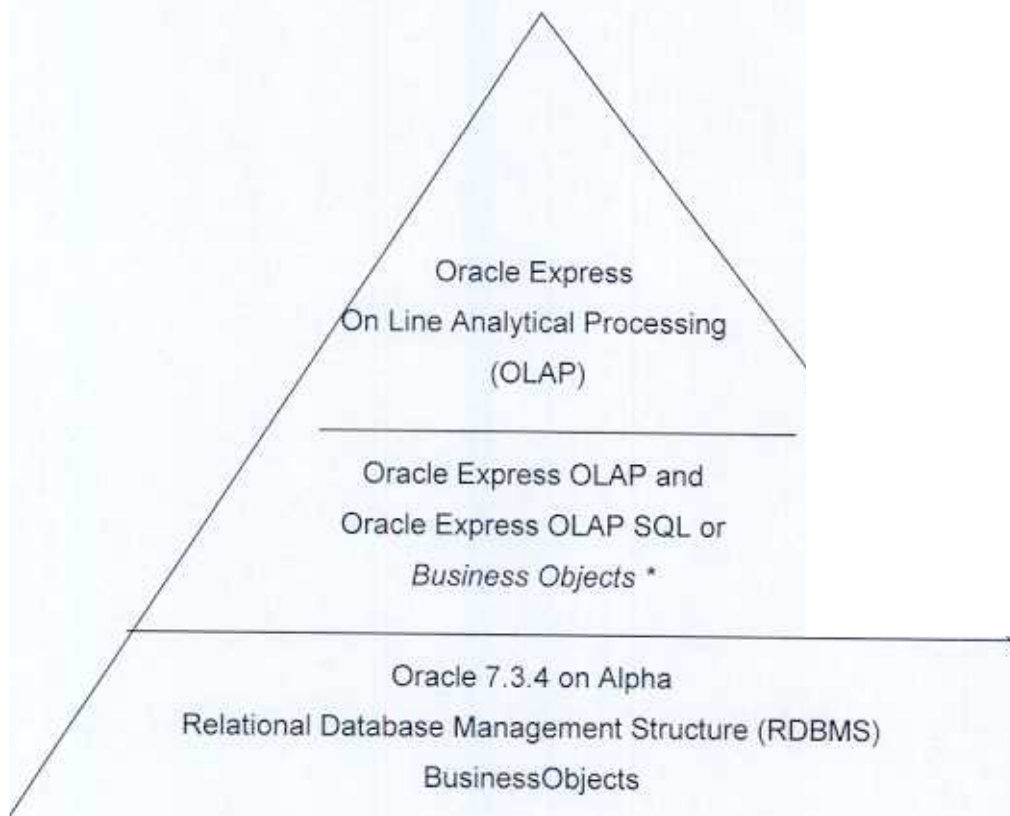 Oracle Express
On Line Analytical Processing
(OLAP)
Oracle Express OLAP and
Oracle Express OLAP SQL or
Business Objects *
Oracle 7.3.4 on Alpha
Relational Database Management Structure (RDBMS)
BusinessObjects